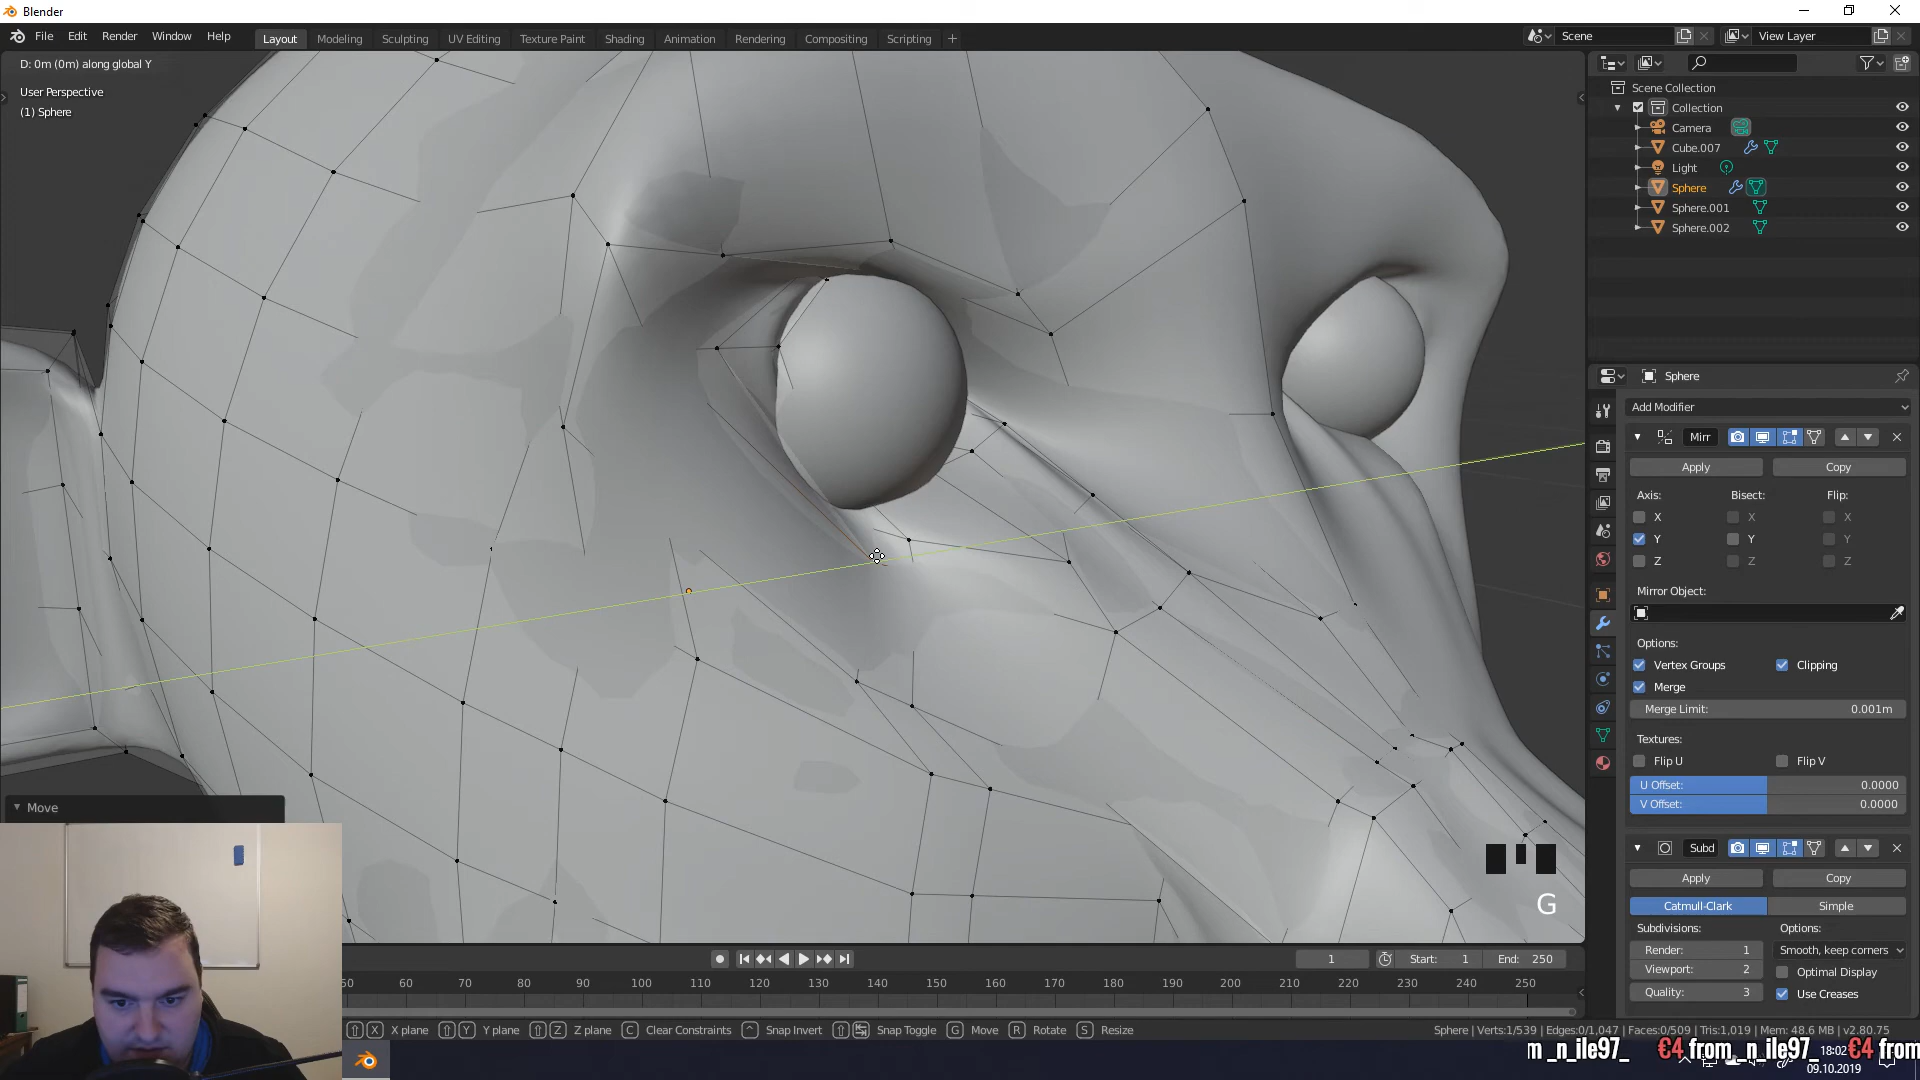 Blender
File Edit Render Window Help Layout Modeling Sculpting UV Editing Texture Paint Shading Animation Rendering Compositing Scripting + Scene View Layer
D: 0m (0m) along global Y
User Perspective
(1) Sphere
Scene Collection
Collection
Camera
Cube.007
Light
Sphere
Sphere.001
Sphere.002
Sphere
Add Modifier
Mirr
Apply Copy
Axis: Bisect: Flip:
X X X
Y Y Y
Z Z Z
Mirror Object:
Options:
Vertex Groups Clipping
Merge
Merge Limit: 0.001m
Textures:
Flip U Flip V
U Offset: 0.0000
V Offset: 0.0000
Move
Subd
Apply Copy
Catmull-Clark Simple
Subdivisions: Options:
Render: 1 Smooth, keep corners
Viewport: 2 Optimal Display
Quality: 3 Use Creases
G
1 Start: 1 End: 250
50 60 70 80 90 100 110 120 130 140 150 160 170 180 190 200 210 220 230 240 250
X X plane Y Y plane Z Z plane C Clear Constraints ^ Snap Invert Snap Toggle G Move R Rotate S Resize Sphere | Verts:1/539 | Edges:0/1,047 | Faces:0/509 | Tris:1,019 | Mem: 48.6 MB | v2.80.75
m _n_ile97_ €4 from _n_ile97_ €4 from
18:02
09.10.2019